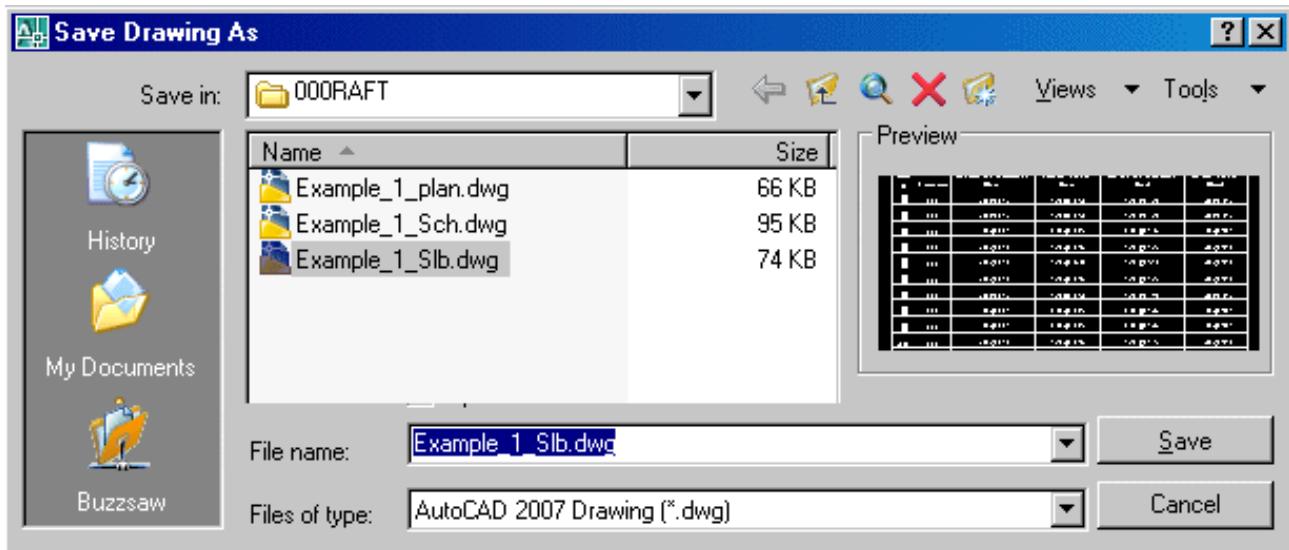 Save Drawing As
Save in: 000RAFT Views Tools
Name Size Preview
Example_1_plan.dwg 66 KB
Example_1_Sch.dwg 95 KB
Example_1_Slb.dwg 74 KB
History
My Documents
Buzzsaw
File name: Example_1_Slb.dwg Save
Files of type: AutoCAD 2007 Drawing (*.dwg) Cancel